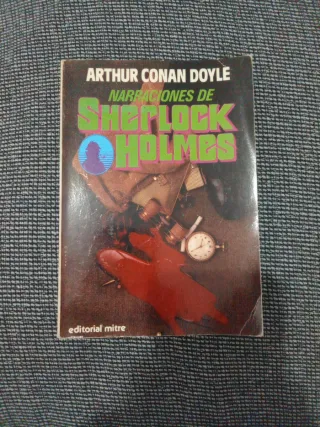 ARTHUR CONAN DOYLE
NARRACIONES DE
SHERLOCK
HOLMES
editorial mitre